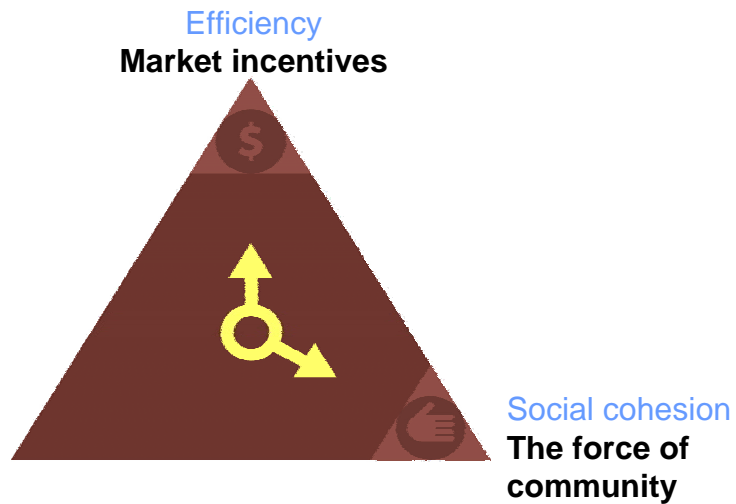 Efficiency
Market incentives
$
Social cohesion
The force of
community